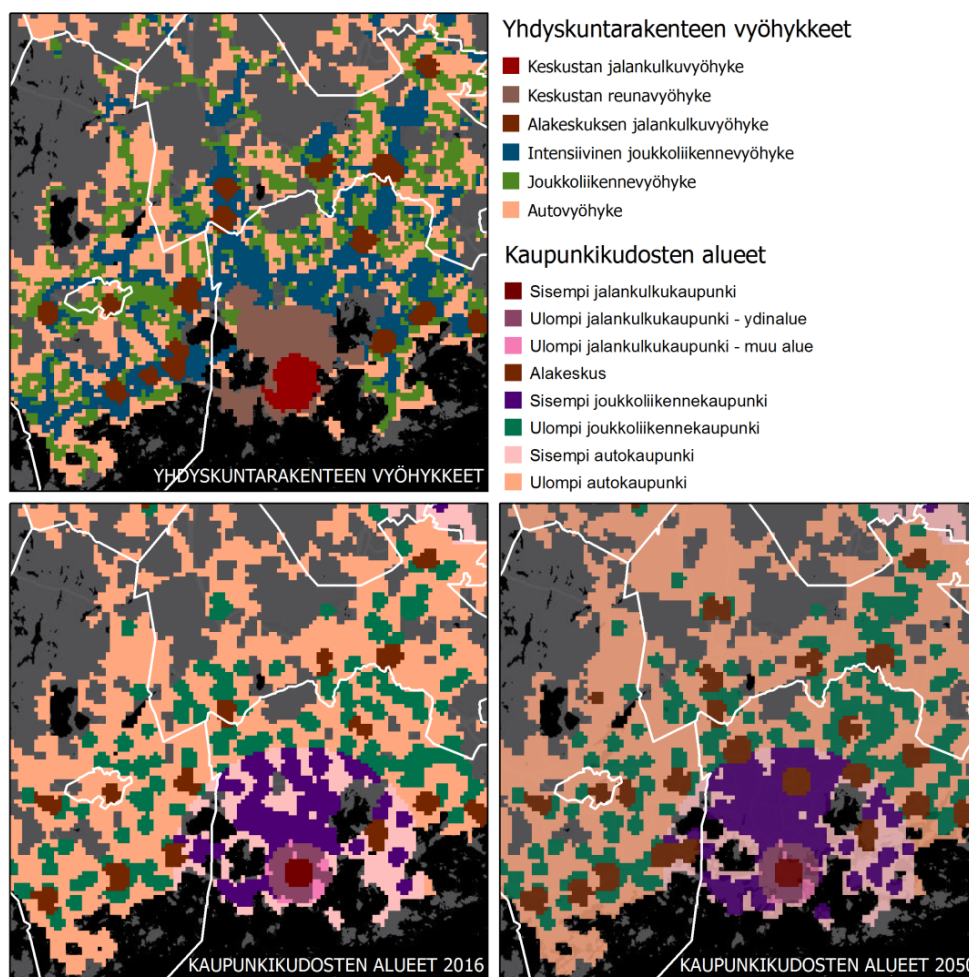 Yhdyskuntarakenteen vyöhykkeet
Keskustan jalankulkuvyöhyke
Keskustan reunavyöhyke
Alakeskuksen jalankulkuvyöhyke
Intensiivinen joukkoliikennevyöhyke
Joukkoliikennevyöhyke
Autovyöhyke
Kaupunkikudosten alueet
Sisempi jalankulkukaupunki
Ulompi jalankulkukaupunki - ydinalue
Ulompi jalankulkukaupunki - muu alue
Alakeskus
Sisempi joukkoliikennekaupunki
Ulompi joukkoliikennekaupunki
Sisempi autokaupunki
Ulompi autokaupunki
YHDYSKUNTARAKENTEEN VYÖHYKKEET
KAUPUNKIKUDOSTEN ALUEET 2016
KAUPUNKIKUDOSTEN ALUEET 2050